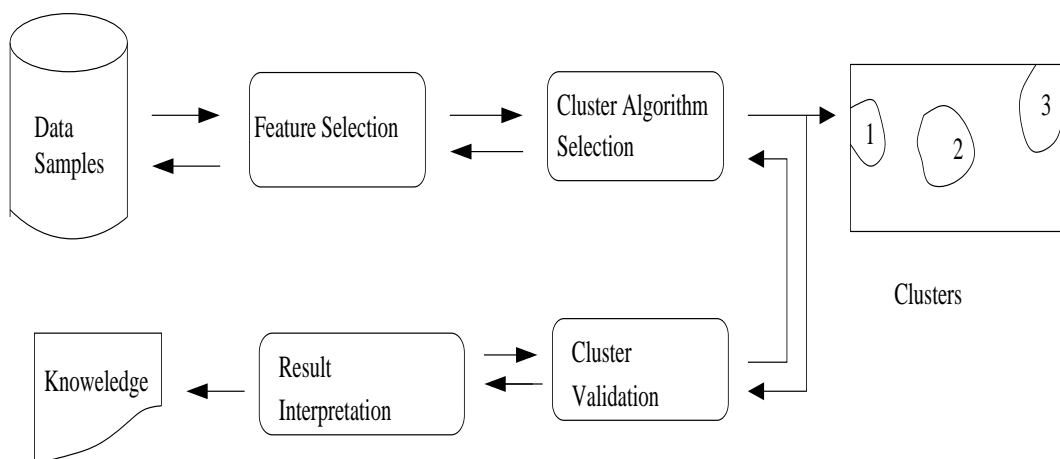 Data
Samples
Feature Selection
Cluster Algorithm
Selection
1
2
3
Clusters
Knoweledge
Result
Interpretation
Cluster
Validation